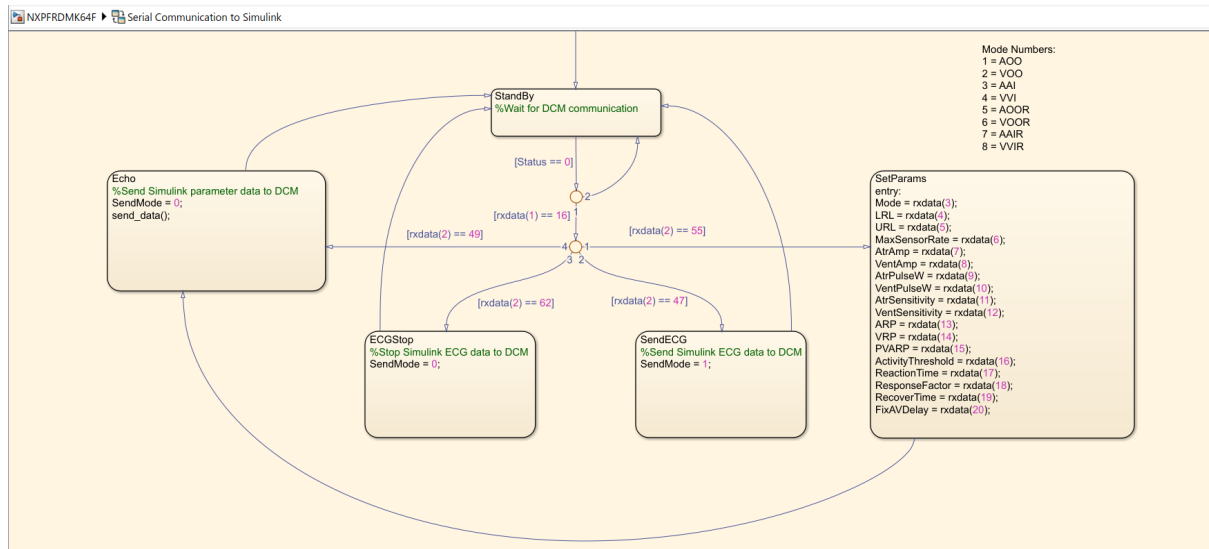 NXPFRDMK64F ▶ Serial Communication to Simulink
Mode Numbers:
1 = AOO
2 = VOO
3 = AAI
4 = VVI
5 = AOOR
6 = VOOR
7 = AAIR
8 = VVIR
StandBy
%Wait for DCM communication
[Status == 0]
2
1
[rxdata(1) == 16]
Echo
%Send Simulink parameter data to DCM
SendMode = 0;
send_data();
[rxdata(2) == 49]
4
1
3
2
[rxdata(2) == 55]
[rxdata(2) == 62]
[rxdata(2) == 47]
ECGStop
%Stop Simulink ECG data to DCM
SendMode = 0;
SendECG
%Send Simulink ECG data to DCM
SendMode = 1;
SetParams
entry:
Mode = rxdata(3);
LRL = rxdata(4);
URL = rxdata(5);
MaxSensorRate = rxdata(6);
AtrAmp = rxdata(7);
VentAmp = rxdata(8);
AtrPulseW = rxdata(9);
VentPulseW = rxdata(10);
AtrSensitivity = rxdata(11);
VentSensitivity = rxdata(12);
ARP = rxdata(13);
VRP = rxdata(14);
PVARP = rxdata(15);
ActivityThreshold = rxdata(16);
ReactionTime = rxdata(17);
ResponseFactor = rxdata(18);
RecoverTime = rxdata(19);
FixAVDelay = rxdata(20);